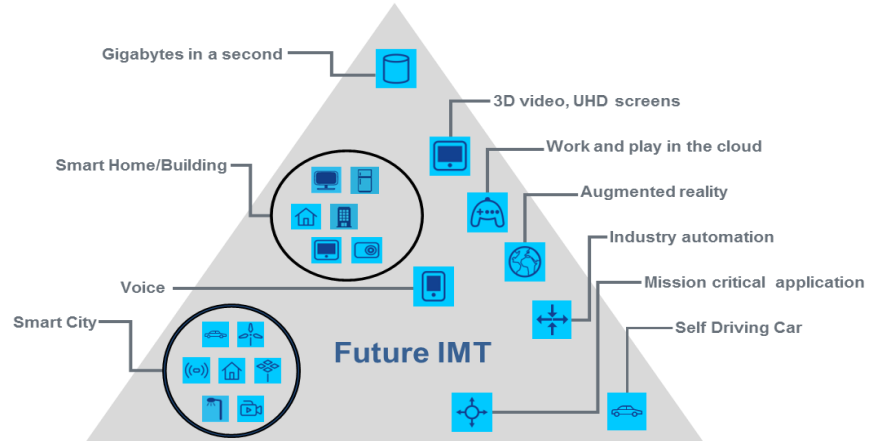 Gigabytes in a second
3D video, UHD screens
Work and play in the cloud
Smart Home/Building
Augmented reality
Industry automation
Mission critical application
Voice
Smart City
Self Driving Car
Future IMT